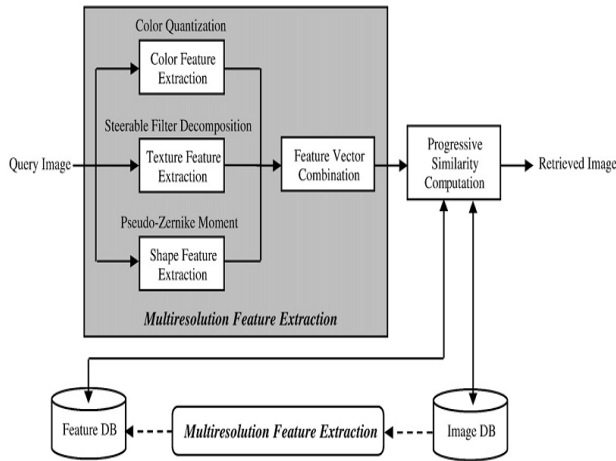 Color Quantization
Color Feature
Extraction
Steerable Filter Decomposition
Query Image
Texture Feature
Extraction
Feature Vector
Combination
Progressive
Similarity
Computation
Retrieved Image
Pseudo-Zernike Moment
Shape Feature
Extraction
Multiresolution Feature Extraction
Feature DB
Multiresolution Feature Extraction
Image DB